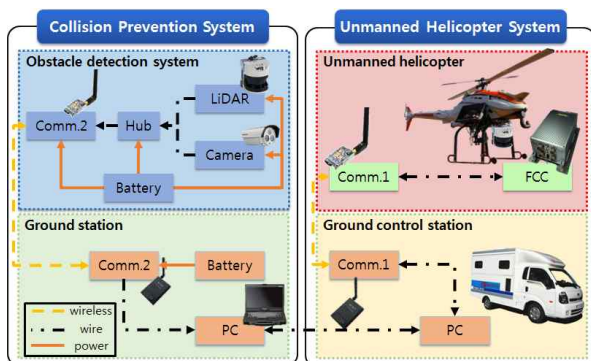 Collision Prevention System
Obstacle detection system
LiDAR
Comm.2
Hub
Camera
Battery
Ground station
Comm.2
Battery
PC
wireless
wire
power
Unmanned Helicopter System
Unmanned helicopter
Comm.1
FCC
Ground control station
Comm.1
PC